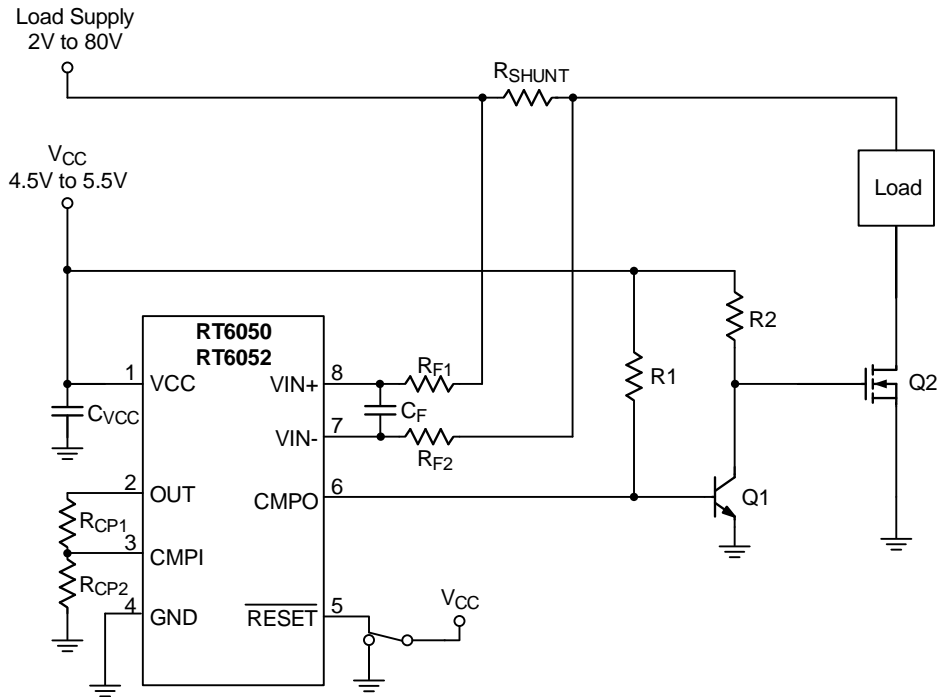 Load Supply
2V to 80V
RSHUNT
VCC
4.5V to 5.5V
Load
RT6050
RT6052
R2
R1
Q2
1
VCC
VIN+
8
RF1
CVCC
CF
VIN-
7
RF2
2
OUT
CMPO
6
Q1
RCP1
3
CMPI
RCP2
4
GND
RESET
5
VCC